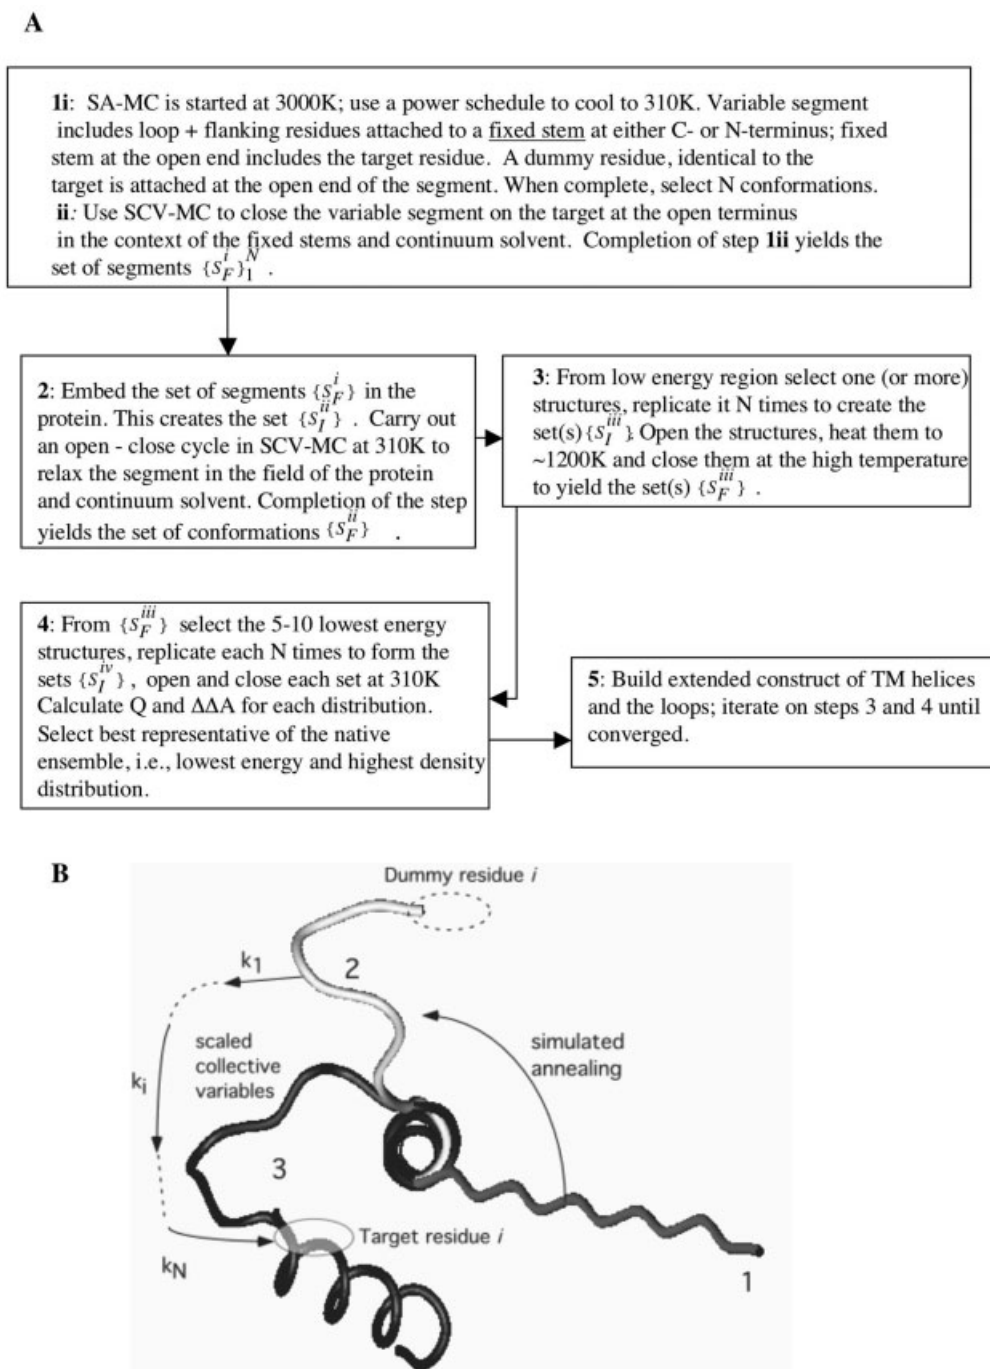 A
1i: SA-MC is started at 3000K; use a power schedule to cool to 310K. Variable segment
includes loop + flanking residues attached to a fixed stem at either C- or N-terminus; fixed
stem at the open end includes the target residue. A dummy residue, identical to the
target is attached at the open end of the segment. When complete, select N conformations.
ii: Use SCV-MC to close the variable segment on the target at the open terminus
in the context of the fixed stems and continuum solvent. Completion of step 1ii yields the
set of segments {S_F^i}_1^N .
2: Embed the set of segments {S_F^i} in the
protein. This creates the set {S_I^ii} . Carry out
an open - close cycle in SCV-MC at 310K to
relax the segment in the field of the protein
and continuum solvent. Completion of the step
yields the set of conformations {S_F^ii} .
3: From low energy region select one (or more)
structures, replicate it N times to create the
set(s) {S_I^iii} Open the structures, heat them to
~1200K and close them at the high temperature
to yield the set(s) {S_F^iii} .
4: From {S_F^iii} select the 5-10 lowest energy
structures, replicate each N times to form the
sets {S_I^iv} , open and close each set at 310K
Calculate Q and ΔΔA for each distribution.
Select best representative of the native
ensemble, i.e., lowest energy and highest density
distribution.
5: Build extended construct of TM helices
and the loops; iterate on steps 3 and 4 until
converged.
B
Dummy residue i
k1
2
scaled
collective
variables
simulated
annealing
ki
3
Target residue i
kN
1